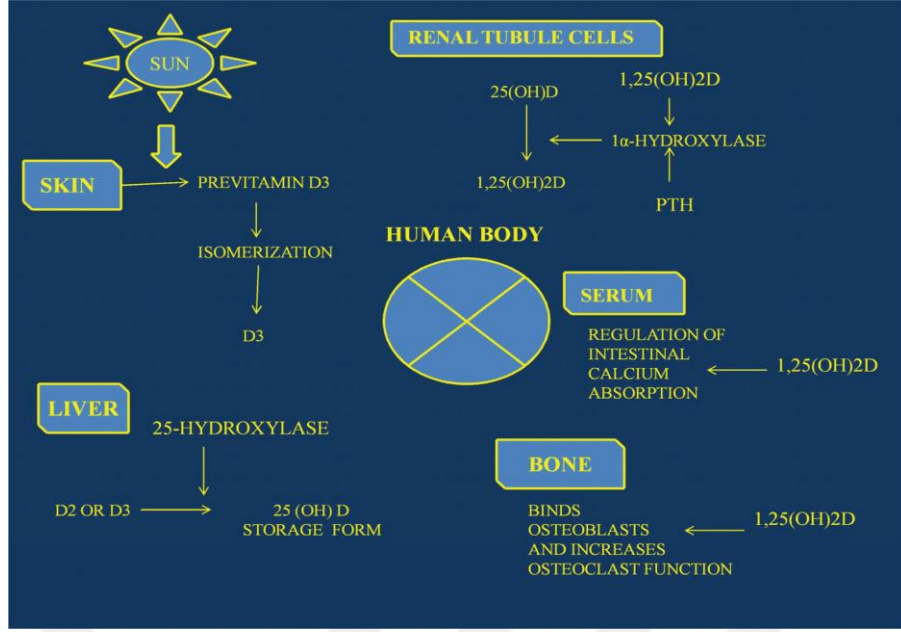 SUN
SKIN
PREVITAMIN D3
ISOMERIZATION
D3
RENAL TUBULE CELLS
25(OH)D
1,25(OH)2D
1α-HYDROXYLASE
1,25(OH)2D
PTH
HUMAN BODY
SERUM
REGULATION OF
INTESTINAL
CALCIUM
ABSORPTION
1,25(OH)2D
LIVER
25-HYDROXYLASE
D2 OR D3
25 (OH) D
STORAGE FORM
BONE
BINDS
OSTEOBLASTS
AND INCREASES
OSTEOCLAST FUNCTION
1,25(OH)2D